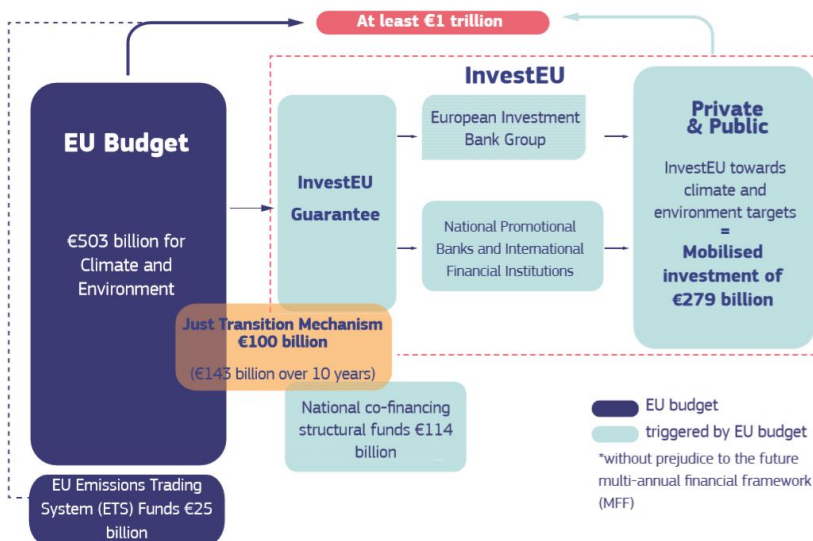 At least €1 trillion
InvestEU
EU Budget
€503 billion for
Climate and
Environment
InvestEU
Guarantee
European Investment
Bank Group
National Promotional
Banks and International
Financial Institutions
Private
& Public
InvestEU towards
climate and
environment targets
=
Mobilised
investment of
€279 billion
Just Transition Mechanism
€100 billion
(€143 billion over 10 years)
National co-financing
structural funds €114
billion
EU Emissions Trading
System (ETS) Funds €25
billion
EU budget
triggered by EU budget
*without prejudice to the future
multi-annual financial framework
(MFF)